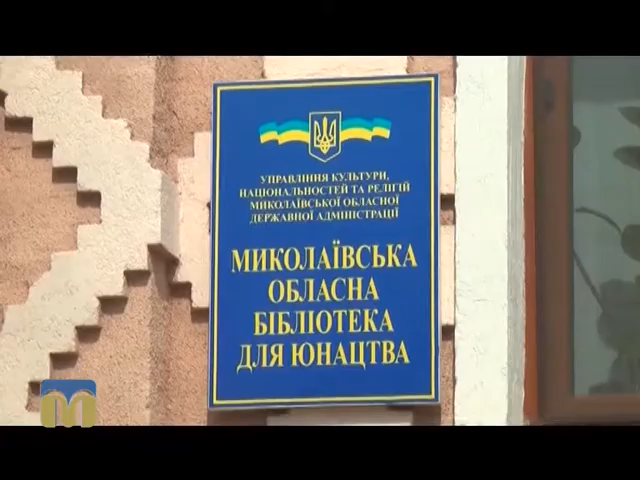 УПРАВЛІННЯ КУЛЬТУРИ,
НАЦІОНАЛЬНОСТЕЙ ТА РЕЛІГІЙ
МИКОЛАЇВСЬКОЇ ОБЛАСНОЇ
ДЕРЖАВНОЇ АДМІНІСТРАЦІЇ
МИКОЛАЇВСЬКА
ОБЛАСНА
БІБЛІОТЕКА
ДЛЯ ЮНАЦТВА
М